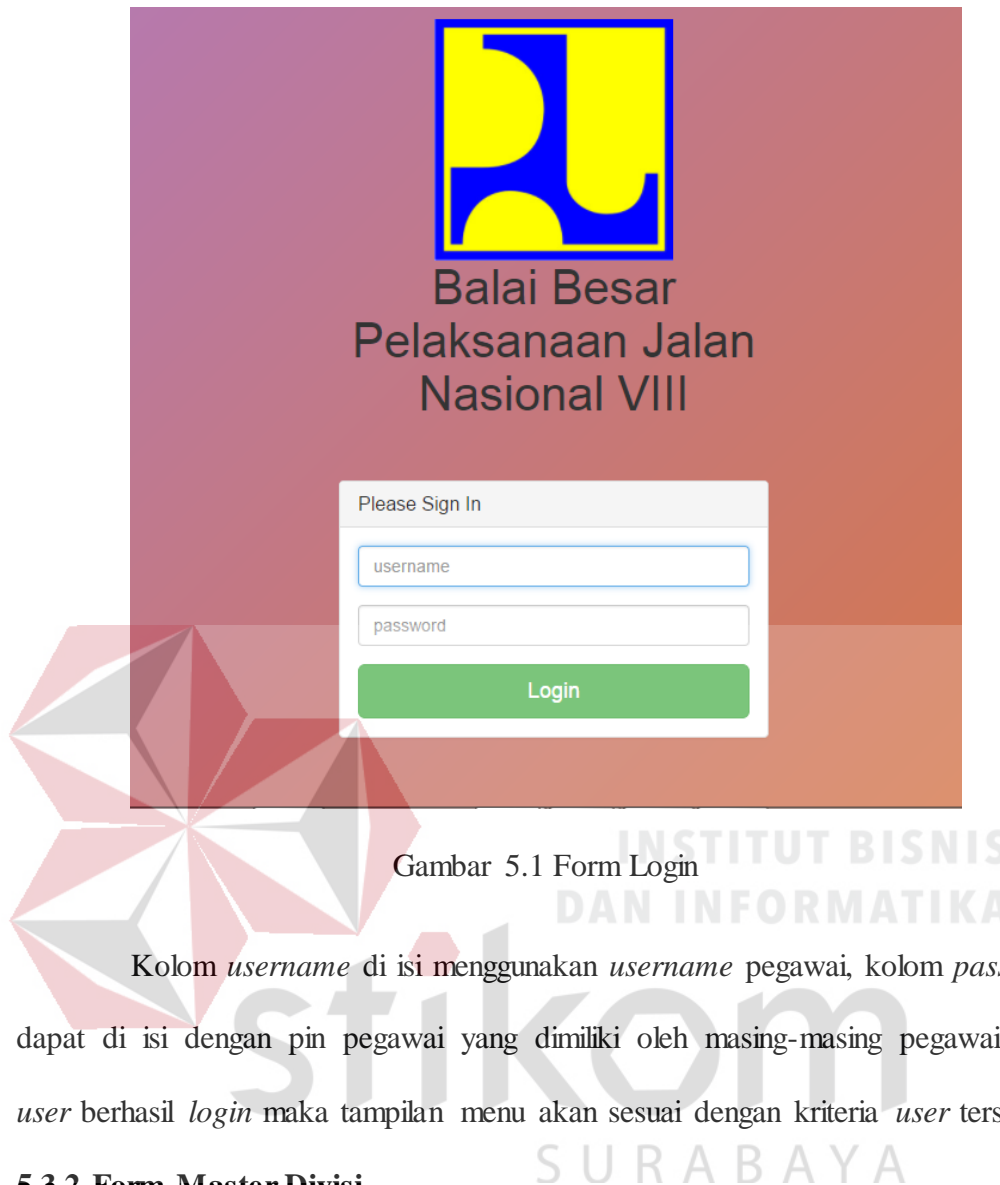 Balai Besar
Pelaksanaan Jalan
Nasional VIII
Please Sign In
username
password
Login
Gambar 5.1 Form Login
INSTITUT BISNIS
DAN INFORMATIKA
stikom
SURABAYA
Kolom username di isi menggunakan username pegawai, kolom pass
dapat di isi dengan pin pegawai yang dimiliki oleh masing-masing pegawai
user berhasil login maka tampilan menu akan sesuai dengan kriteria user ters
5.3.2 Form Master Divisi